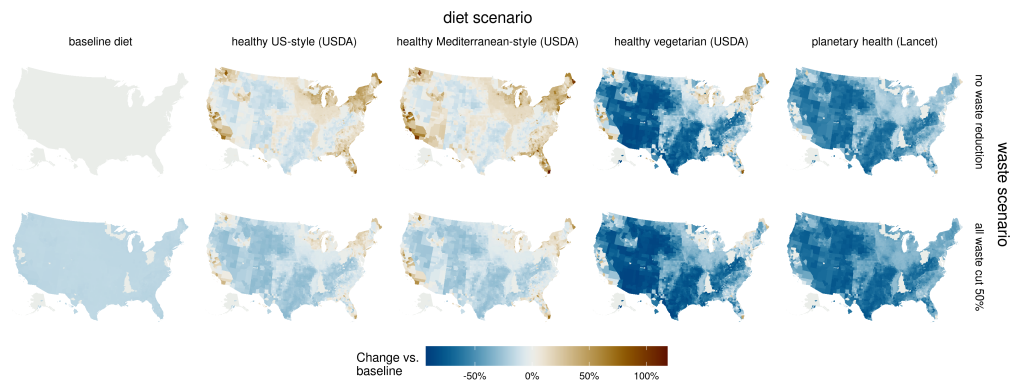 diet scenario
baseline diet
healthy US-style (USDA)
healthy Mediterranean-style (USDA)
healthy vegetarian (USDA)
planetary health (Lancet)
no waste reduction
waste scenario
all waste cut 50%
Change vs.
baseline
-50%
0%
50%
100%